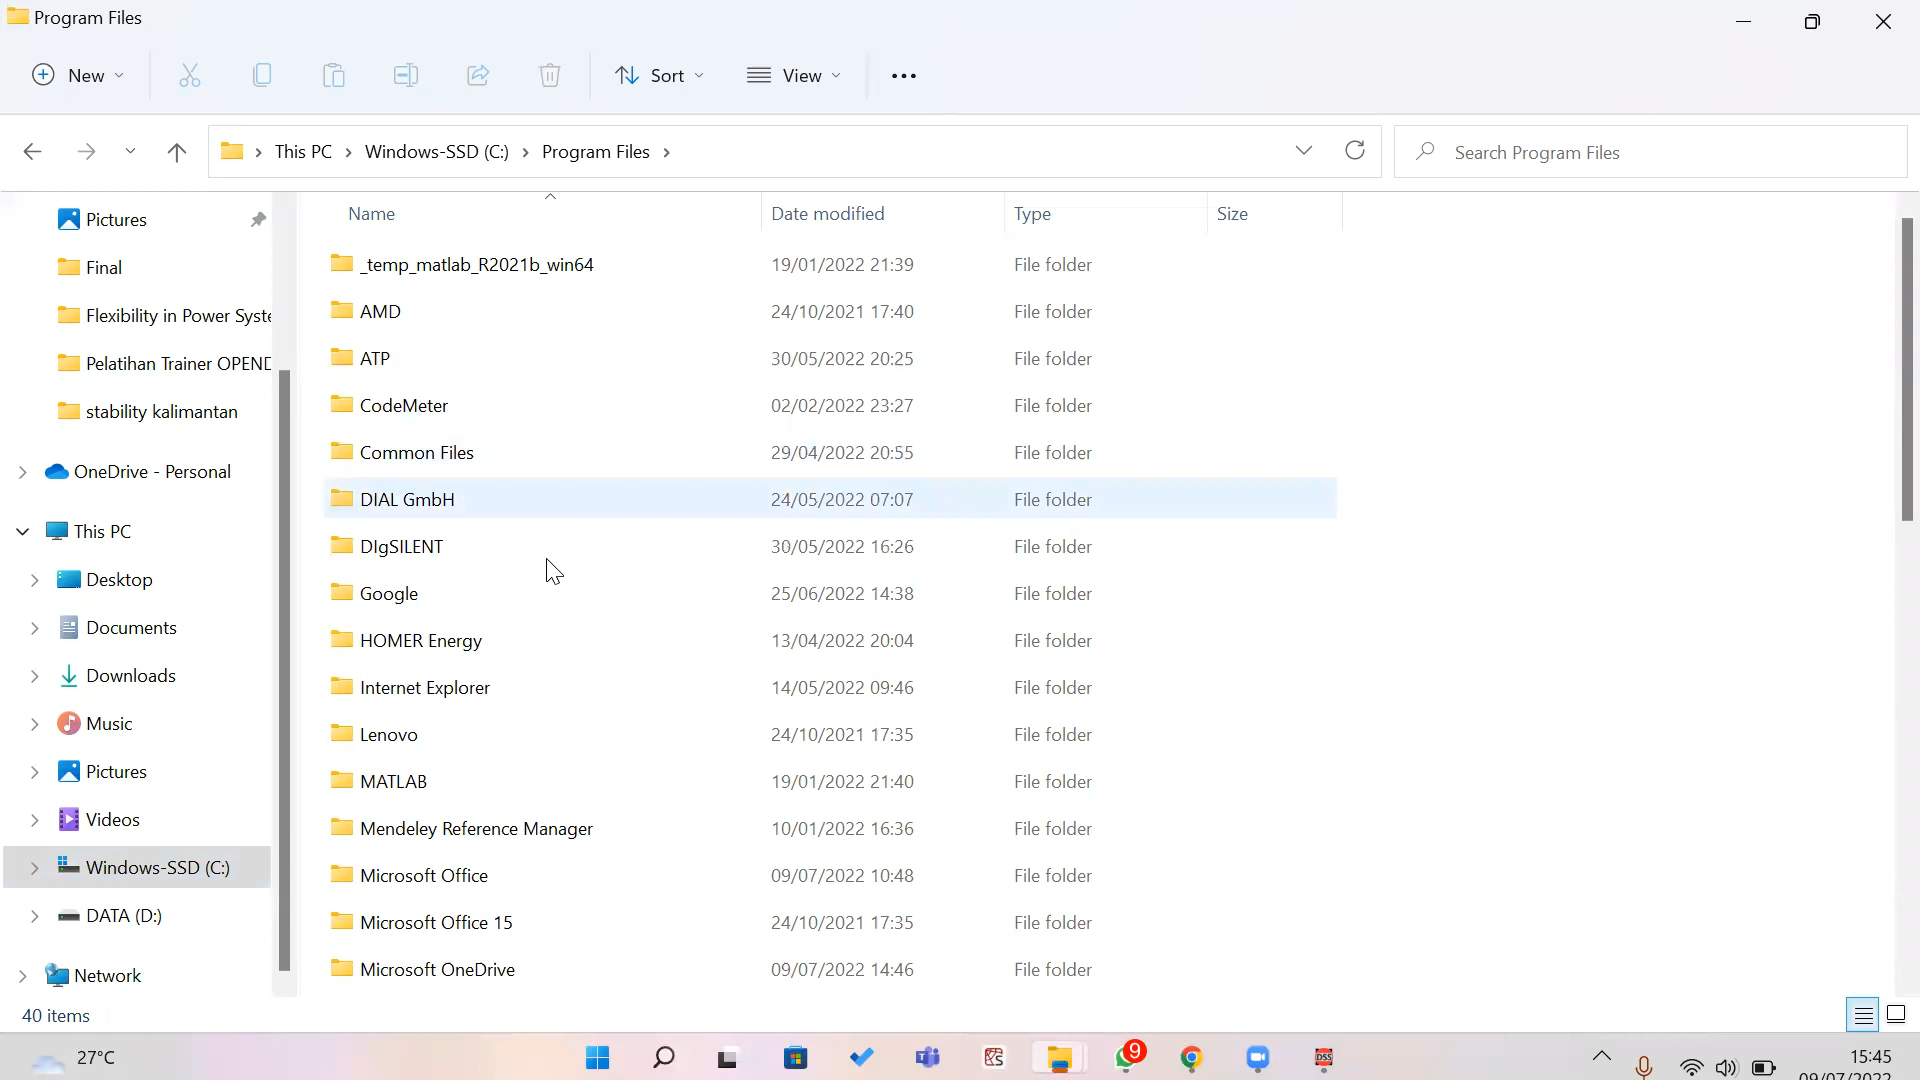 Program Files
New
Sort
View
This PC
Windows-SSD (C:)
Program Files
Search Program Files
Pictures
Final
Flexibility in Power Syste
Pelatihan Trainer OPEND
stability kalimantan
OneDrive - Personal
This PC
Desktop
Documents
Downloads
Music
Pictures
Videos
Windows-SSD (C:)
DATA (D:)
Network
Name Date modified Type Size
_temp_matlab_R2021b_win64 19/01/2022 21:39 File folder
AMD 24/10/2021 17:40 File folder
ATP 30/05/2022 20:25 File folder
CodeMeter 02/02/2022 23:27 File folder
Common Files 29/04/2022 20:55 File folder
DIAL GmbH 24/05/2022 07:07 File folder
DIgSILENT 30/05/2022 16:26 File folder
Google 25/06/2022 14:38 File folder
HOMER Energy 13/04/2022 20:04 File folder
Internet Explorer 14/05/2022 09:46 File folder
Lenovo 24/10/2021 17:35 File folder
MATLAB 19/01/2022 21:40 File folder
Mendeley Reference Manager 10/01/2022 16:36 File folder
Microsoft Office 09/07/2022 10:48 File folder
Microsoft Office 15 24/10/2021 17:35 File folder
Microsoft OneDrive 09/07/2022 14:46 File folder
40 items
27°C
9
DSS
15:45
09/07/2022